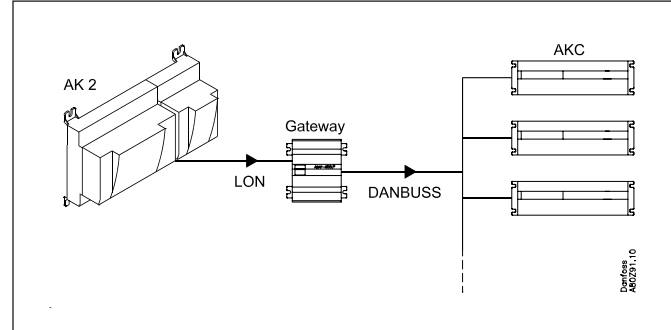 AKC
AK 2
Gateway
LON
DANBUSS
Danfoss
A80Z91.10